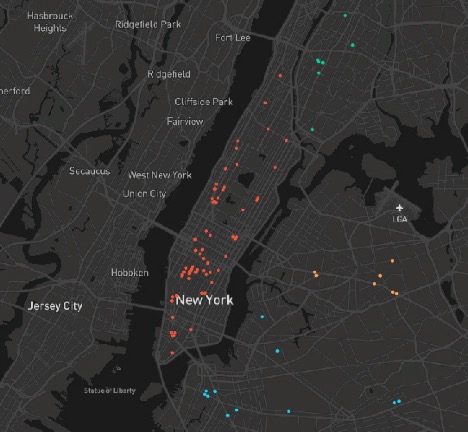 Hasbrouck
Heights
Ridgefield Park
Fort Lee
Ridgefield
erford
Cliffside Park
Fairview
Secaucus
West New York
Union City
LGA
Hoboken
New York
Jersey City
Statue of Liberty